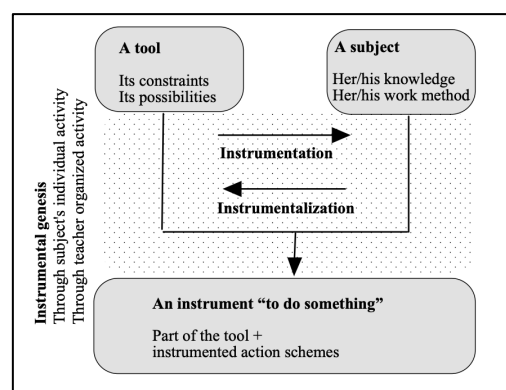 A tool
Its constraints
Its possibilities
A subject
Her/his knowledge
Her/his work method
Instrumentation
Instrumentalization
Instrumental genesis
Through subject's individual activity
Through teacher organized activity
An instrument “to do something”
Part of the tool +
instrumented action schemes